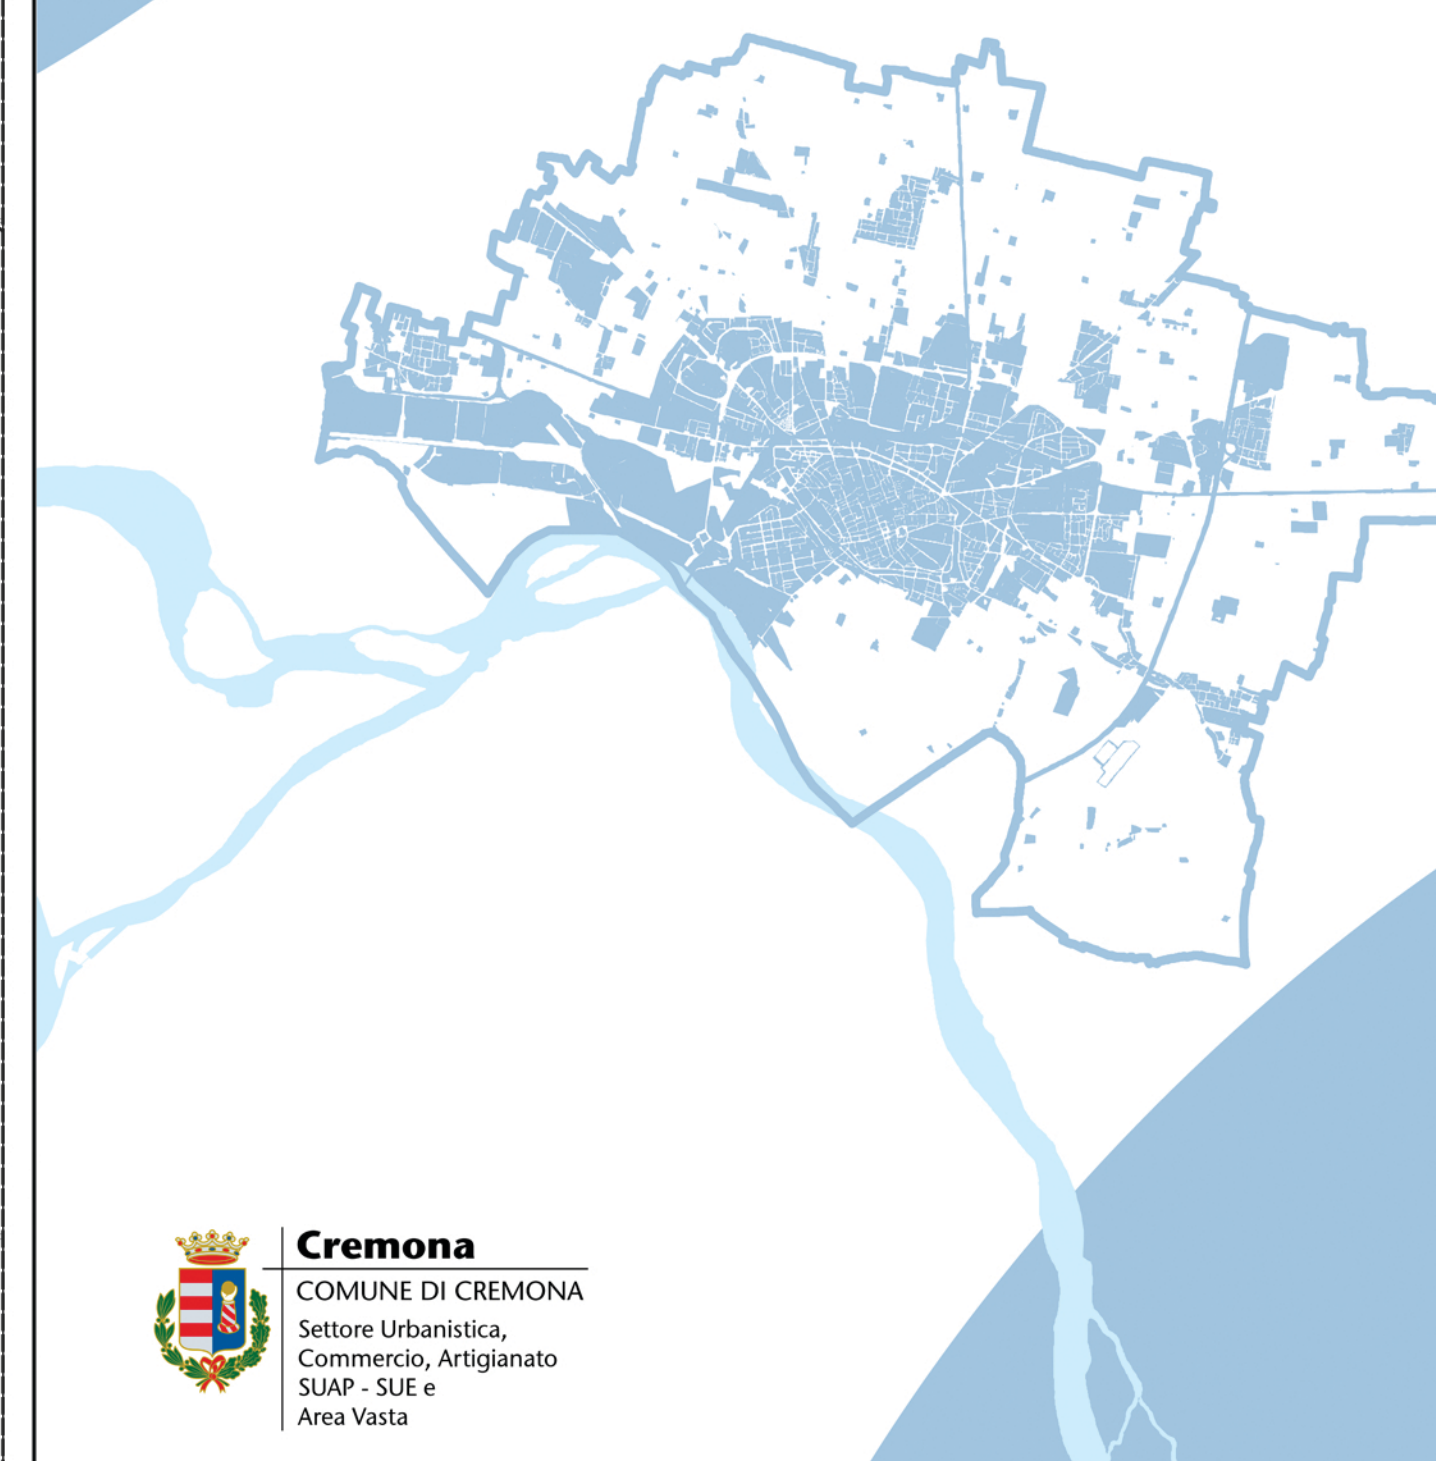 Cremona
COMUNE DI CREMONA
Settore Urbanistica,
Commercio, Artigianato
SUAP - SUE e
Area Vasta